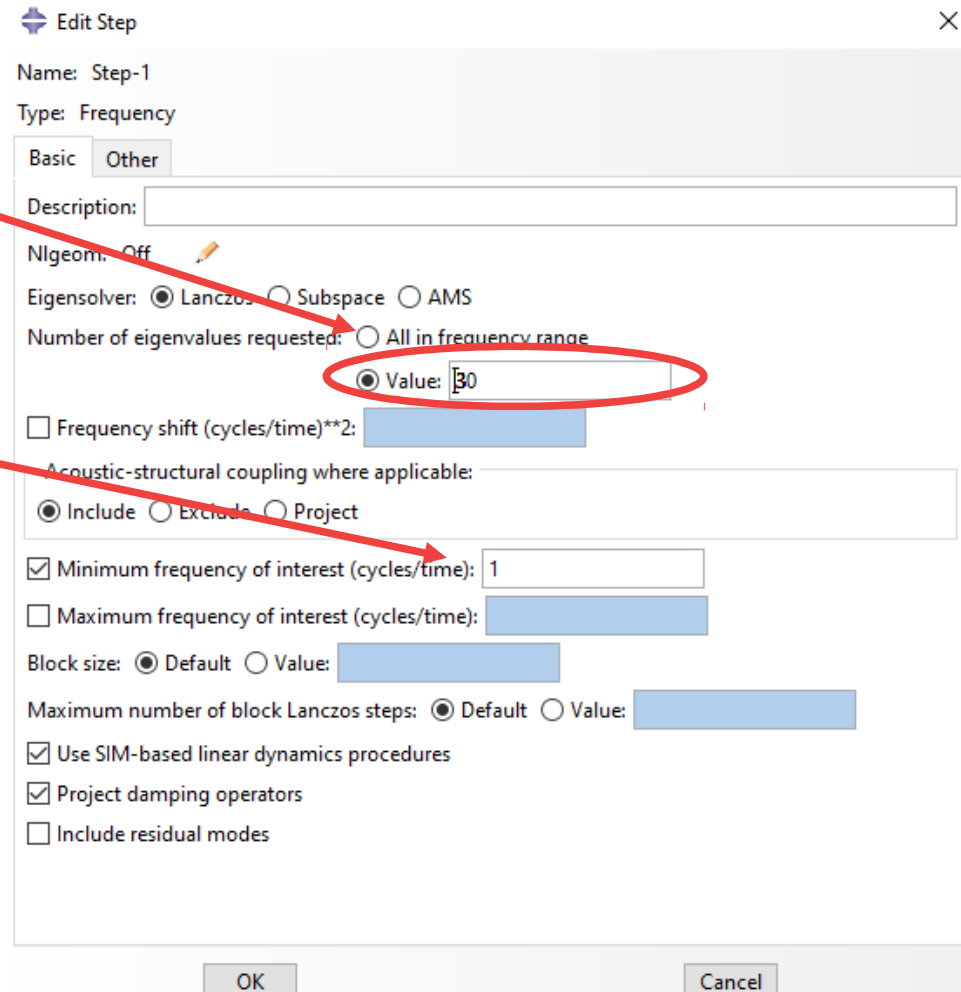 Edit Step
Name: Step-1
Type: Frequency
Basic Other
Description:
Nlgeom: Off
Eigensolver: Lanczos Subspace AMS
Number of eigenvalues requested: All in frequency range
Value: 30
Frequency shift (cycles/time)**2:
Acoustic-structural coupling where applicable:
Include Exclude Project
Minimum frequency of interest (cycles/time): 1
Maximum frequency of interest (cycles/time):
Block size: Default Value:
Maximum number of block Lanczos steps: Default Value:
Use SIM-based linear dynamics procedures
Project damping operators
Include residual modes
OK Cancel